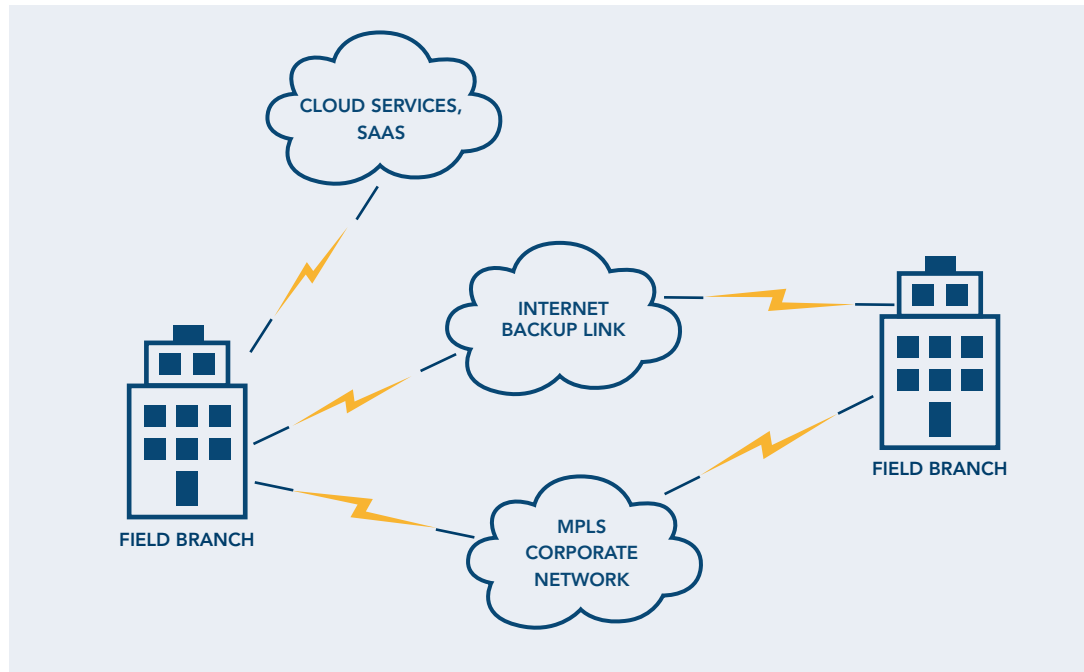 CLOUD SERVICES,
SAAS
INTERNET
BACKUP LINK
FIELD BRANCH
MPLS
CORPORATE
NETWORK
FIELD BRANCH